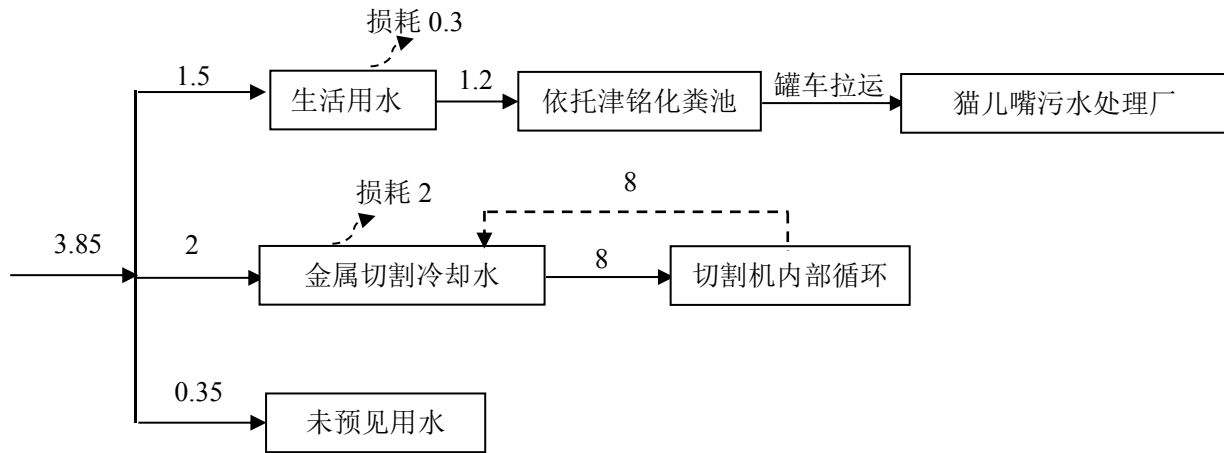 损耗 0.3
1.5
生活用水
1.2
依托津铭化粪池
罐车拉运
猫儿嘴污水处理厂
损耗 2
8
3.85
2
金属切割冷却水
8
切割机内部循环
0.35
未预见用水